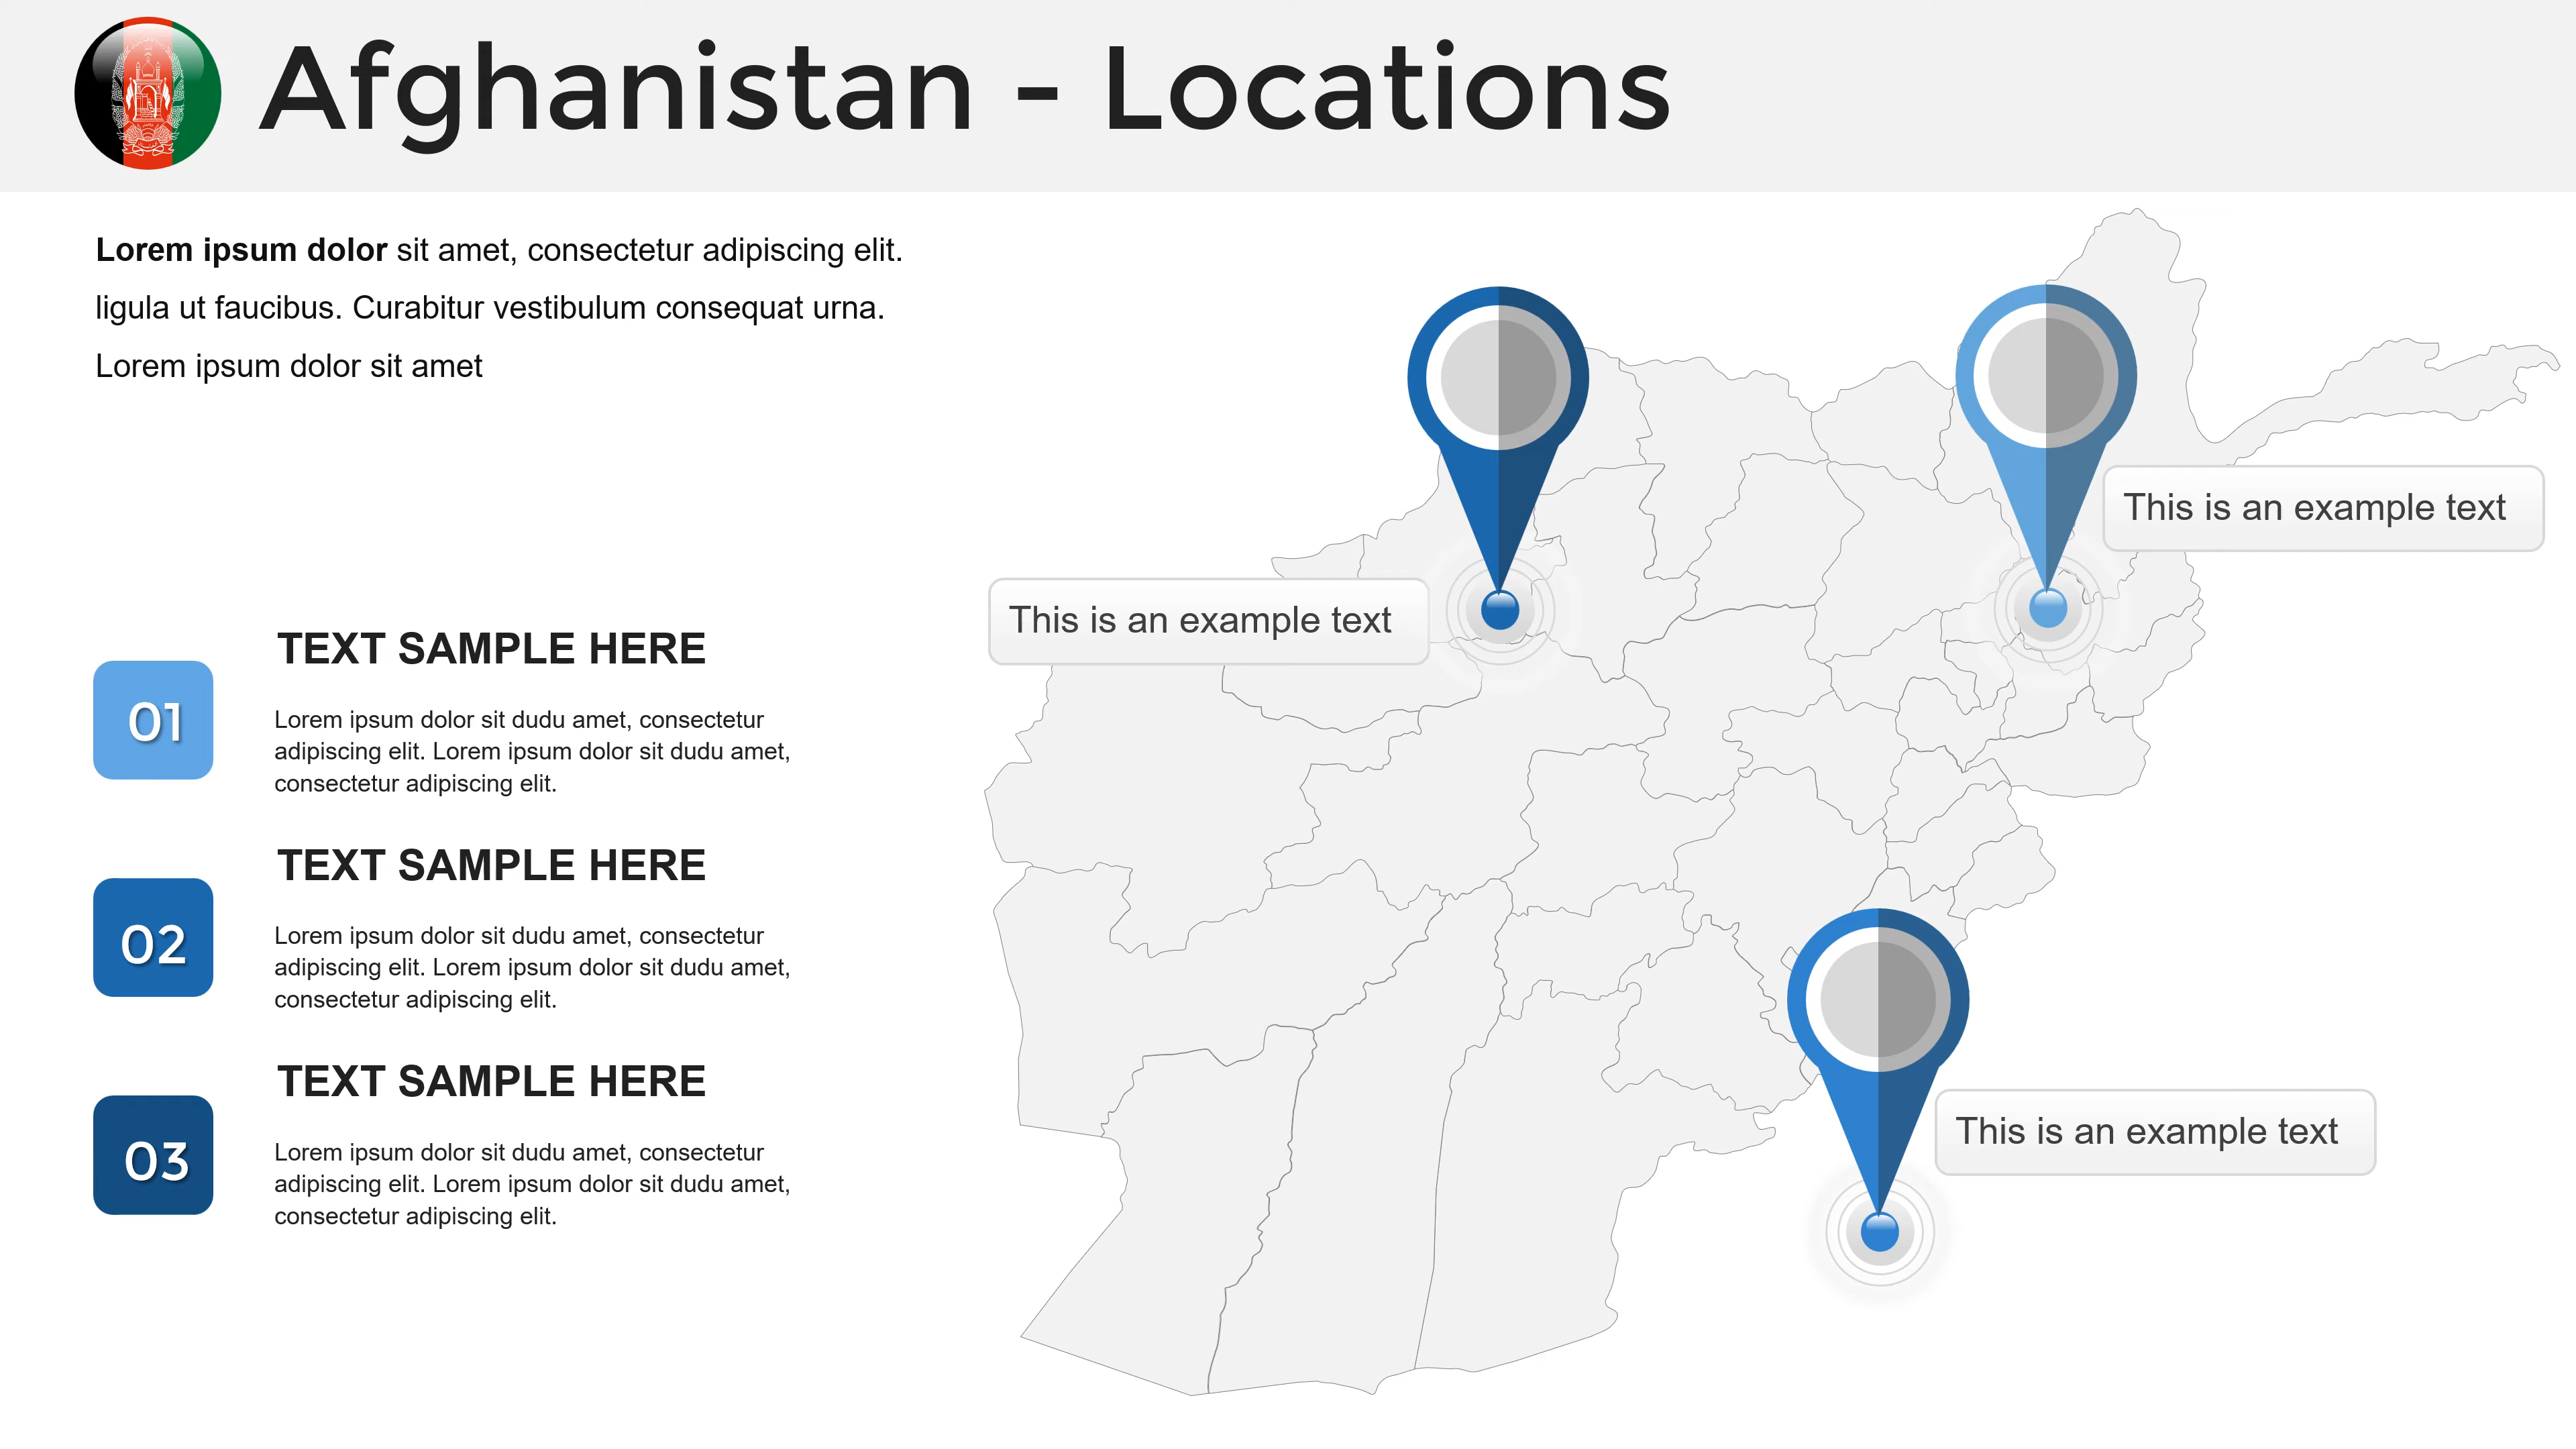 Afghanistan - Locations
Lorem ipsum dolor sit amet, consectetur adipiscing elit.
ligula ut faucibus. Curabitur vestibulum consequat urna.
Lorem ipsum dolor sit amet
01
TEXT SAMPLE HERE
Lorem ipsum dolor sit dudu amet, consectetur
adipiscing elit. Lorem ipsum dolor sit dudu amet,
consectetur adipiscing elit.
02
TEXT SAMPLE HERE
Lorem ipsum dolor sit dudu amet, consectetur
adipiscing elit. Lorem ipsum dolor sit dudu amet,
consectetur adipiscing elit.
03
TEXT SAMPLE HERE
Lorem ipsum dolor sit dudu amet, consectetur
adipiscing elit. Lorem ipsum dolor sit dudu amet,
consectetur adipiscing elit.
This is an example text
This is an example text
This is an example text